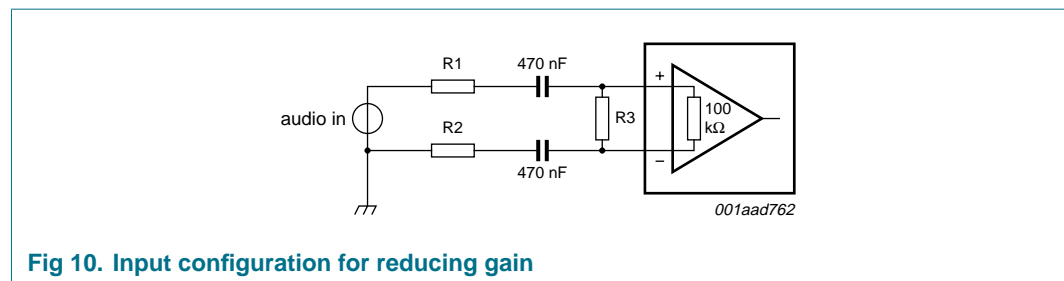 R1 470 nF
audio in R2 470 nF R3 + 100 kΩ −
001aad762
Fig 10. Input configuration for reducing gain